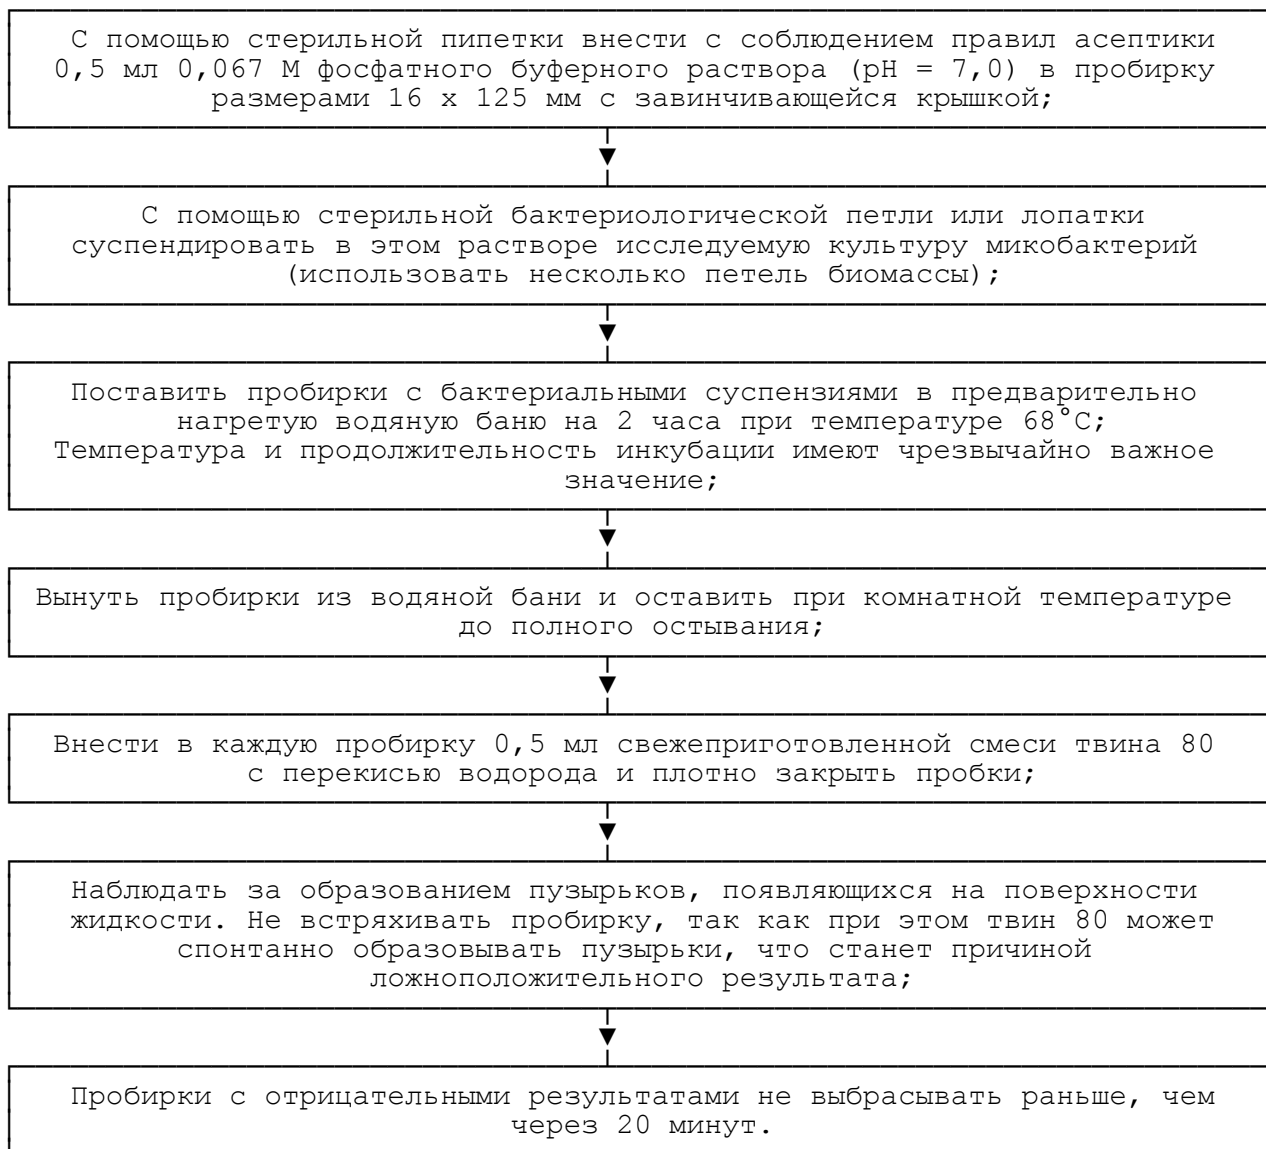 С помощью стерильной пипетки внести с соблюдением правил асептики
0,5 мл 0,067 М фосфатного буферного раствора (pH = 7,0) в пробирку
размерами 16 x 125 мм с завинчивающейся крышкой;
С помощью стерильной бактериологической петли или лопатки
суспендировать в этом растворе исследуемую культуру микобактерий
(использовать несколько петель биомассы);
Поставить пробирки с бактериальными суспензиями в предварительно
нагретую водяную баню на 2 часа при температуре 68°C;
Температура и продолжительность инкубации имеют чрезвычайно важное
значение;
Вынуть пробирки из водяной бани и оставить при комнатной температуре
до полного остывания;
Внести в каждую пробирку 0,5 мл свежеприготовленной смеси твина 80
с перекисью водорода и плотно закрыть пробки;
Наблюдать за образованием пузырьков, появляющихся на поверхности
жидкости. Не встряхивать пробирку, так как при этом твин 80 может
спонтанно образовывать пузырьки, что станет причиной
ложноположительного результата;
Пробирки с отрицательными результатами не выбрасывать раньше, чем
через 20 минут.